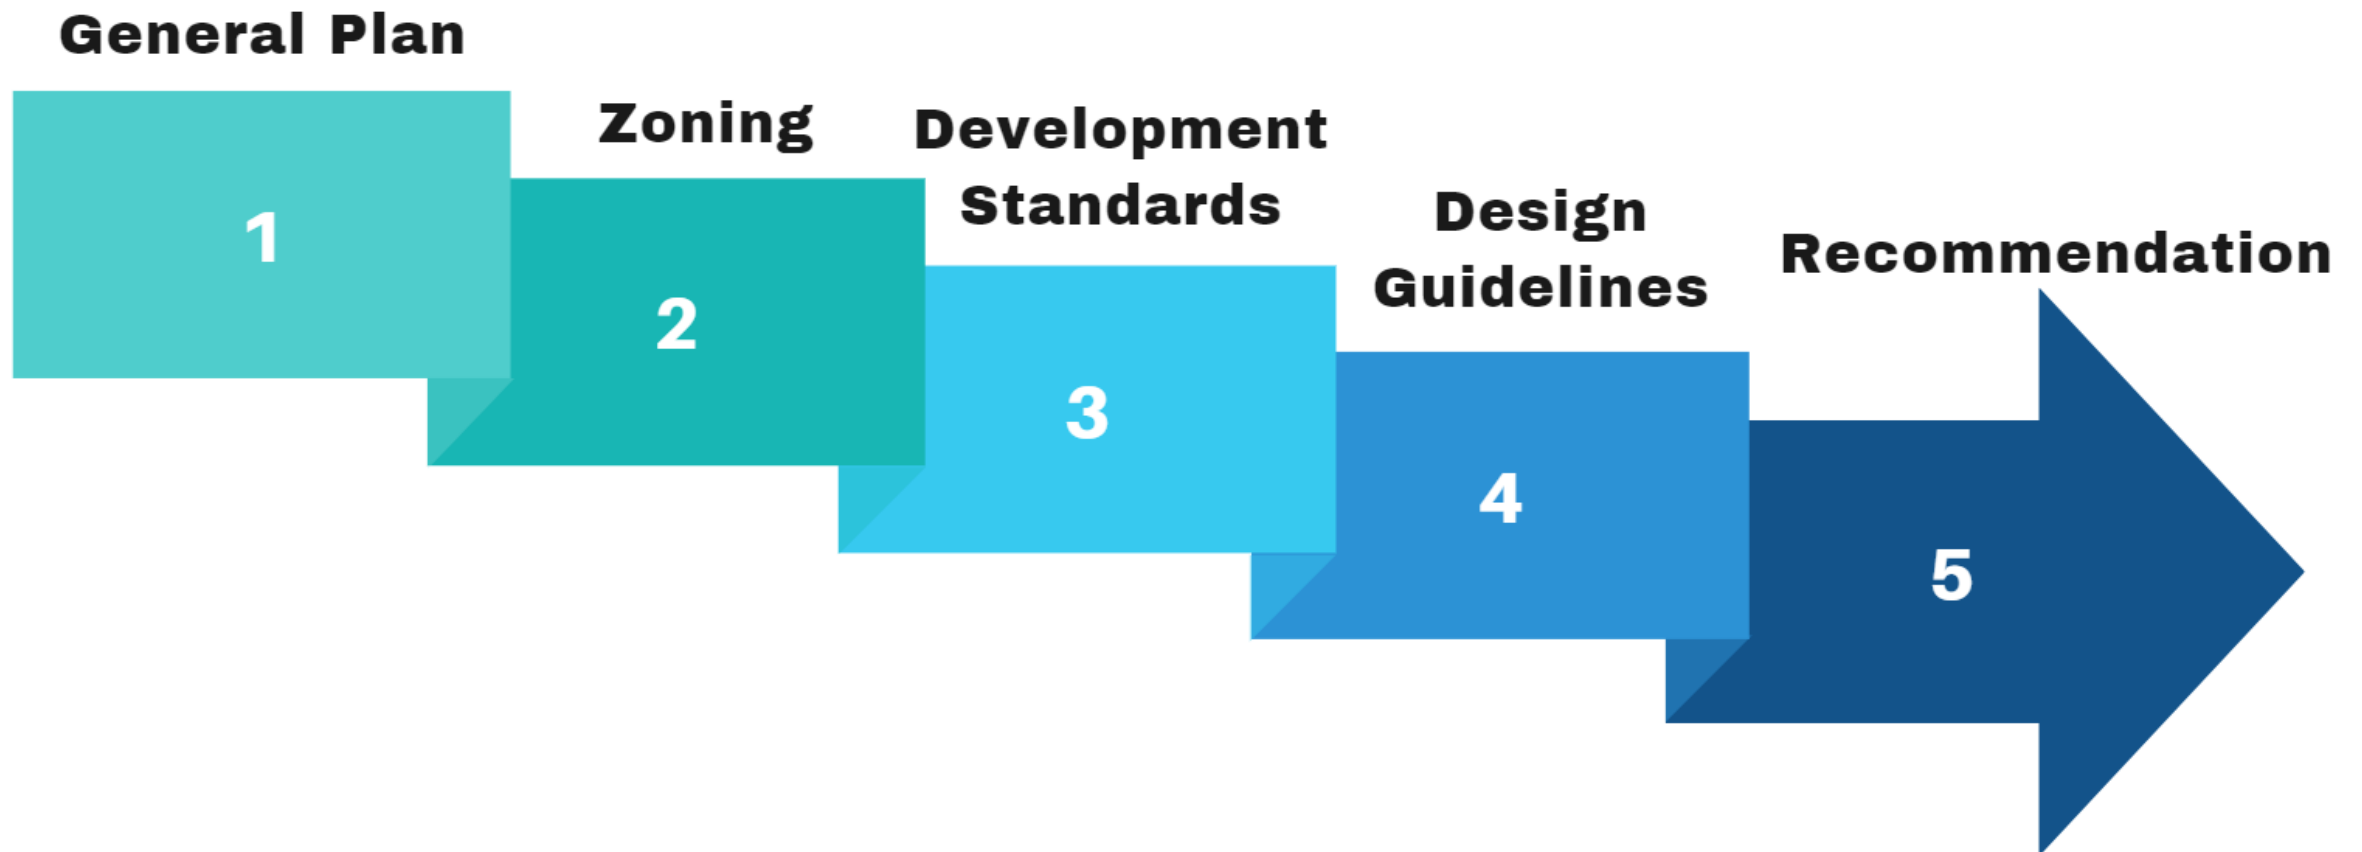 General Plan
1
Zoning
2
Development
Standards
3
Design
Guidelines
4
Recommendation
5